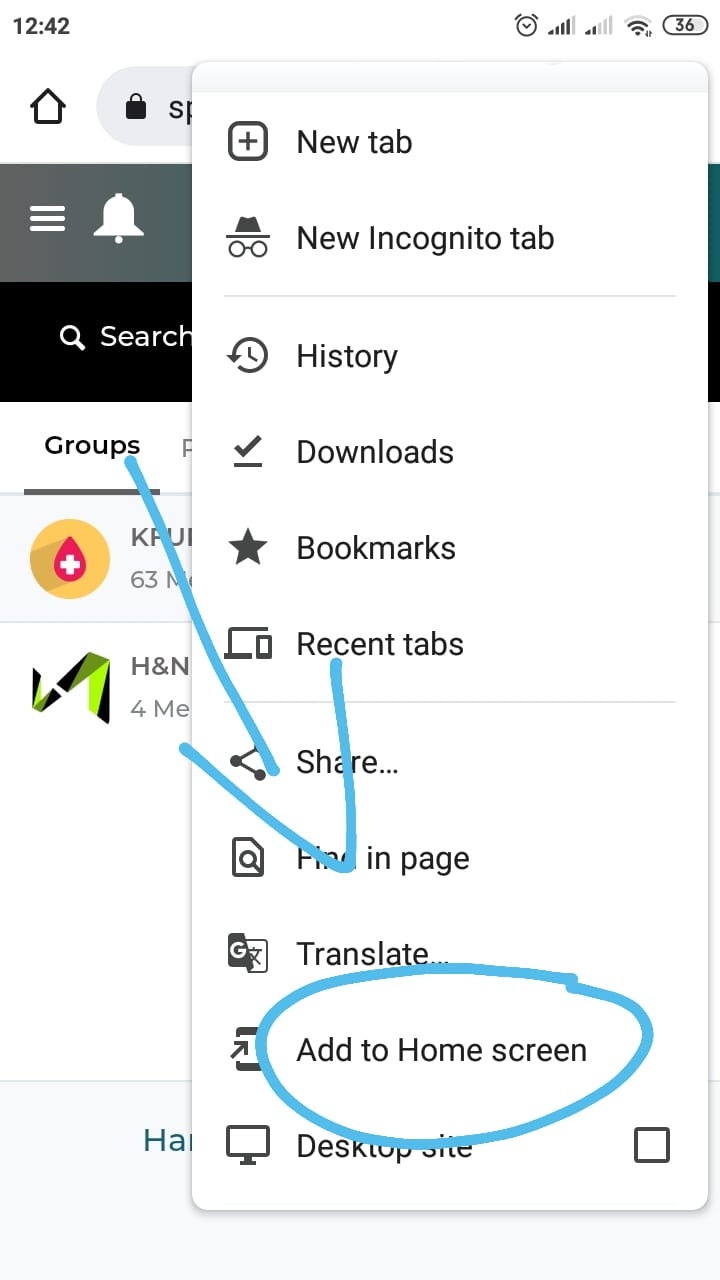 12:42
36
sp
New tab
New Incognito tab
Search
History
Groups
Downloads
Bookmarks
63 Me
Recent tabs
H&N
4 Me
Share...
Find in page
Translate...
Add to Home screen
Har
Desktop site